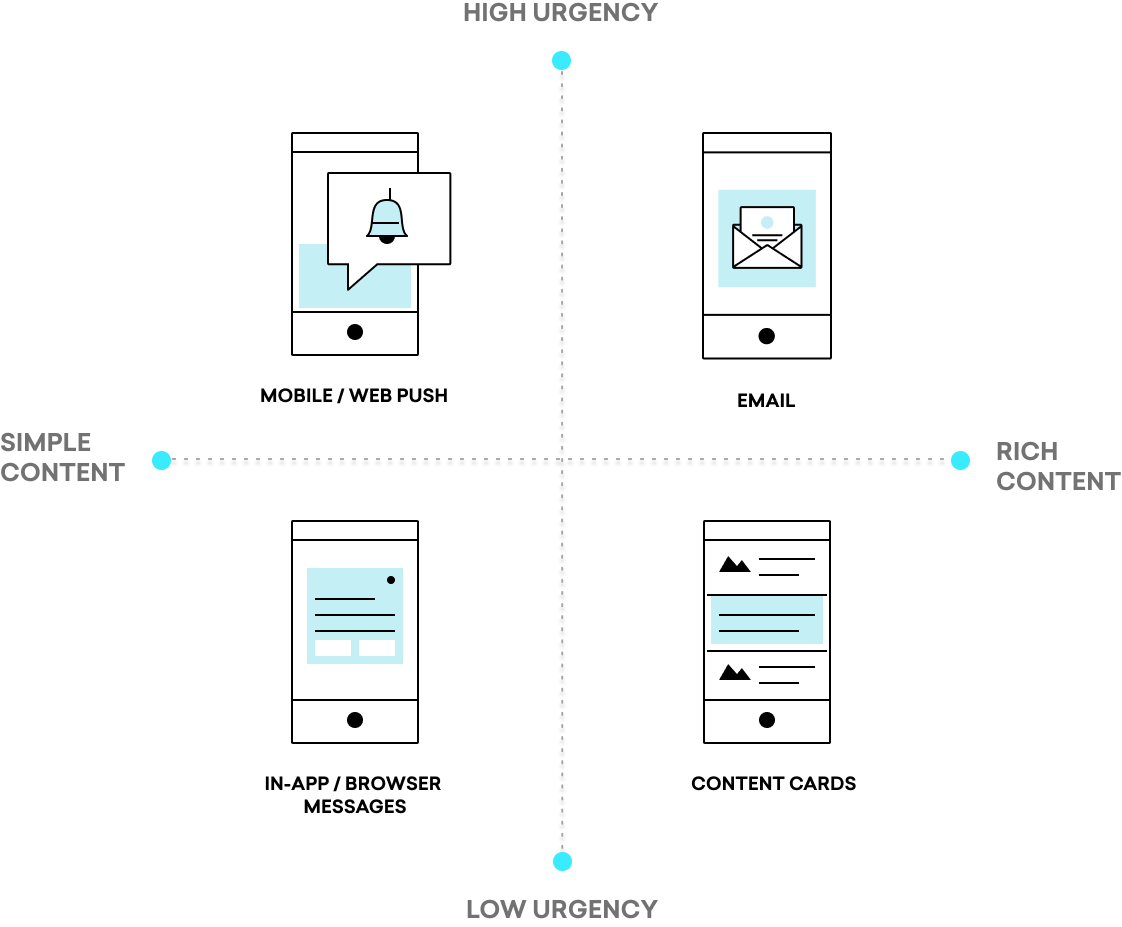 HIGH URGENCY
MOBILE / WEB PUSH
EMAIL
SIMPLE
CONTENT
RICH
CONTENT
IN-APP / BROWSER
MESSAGES
CONTENT CARDS
LOW URGENCY